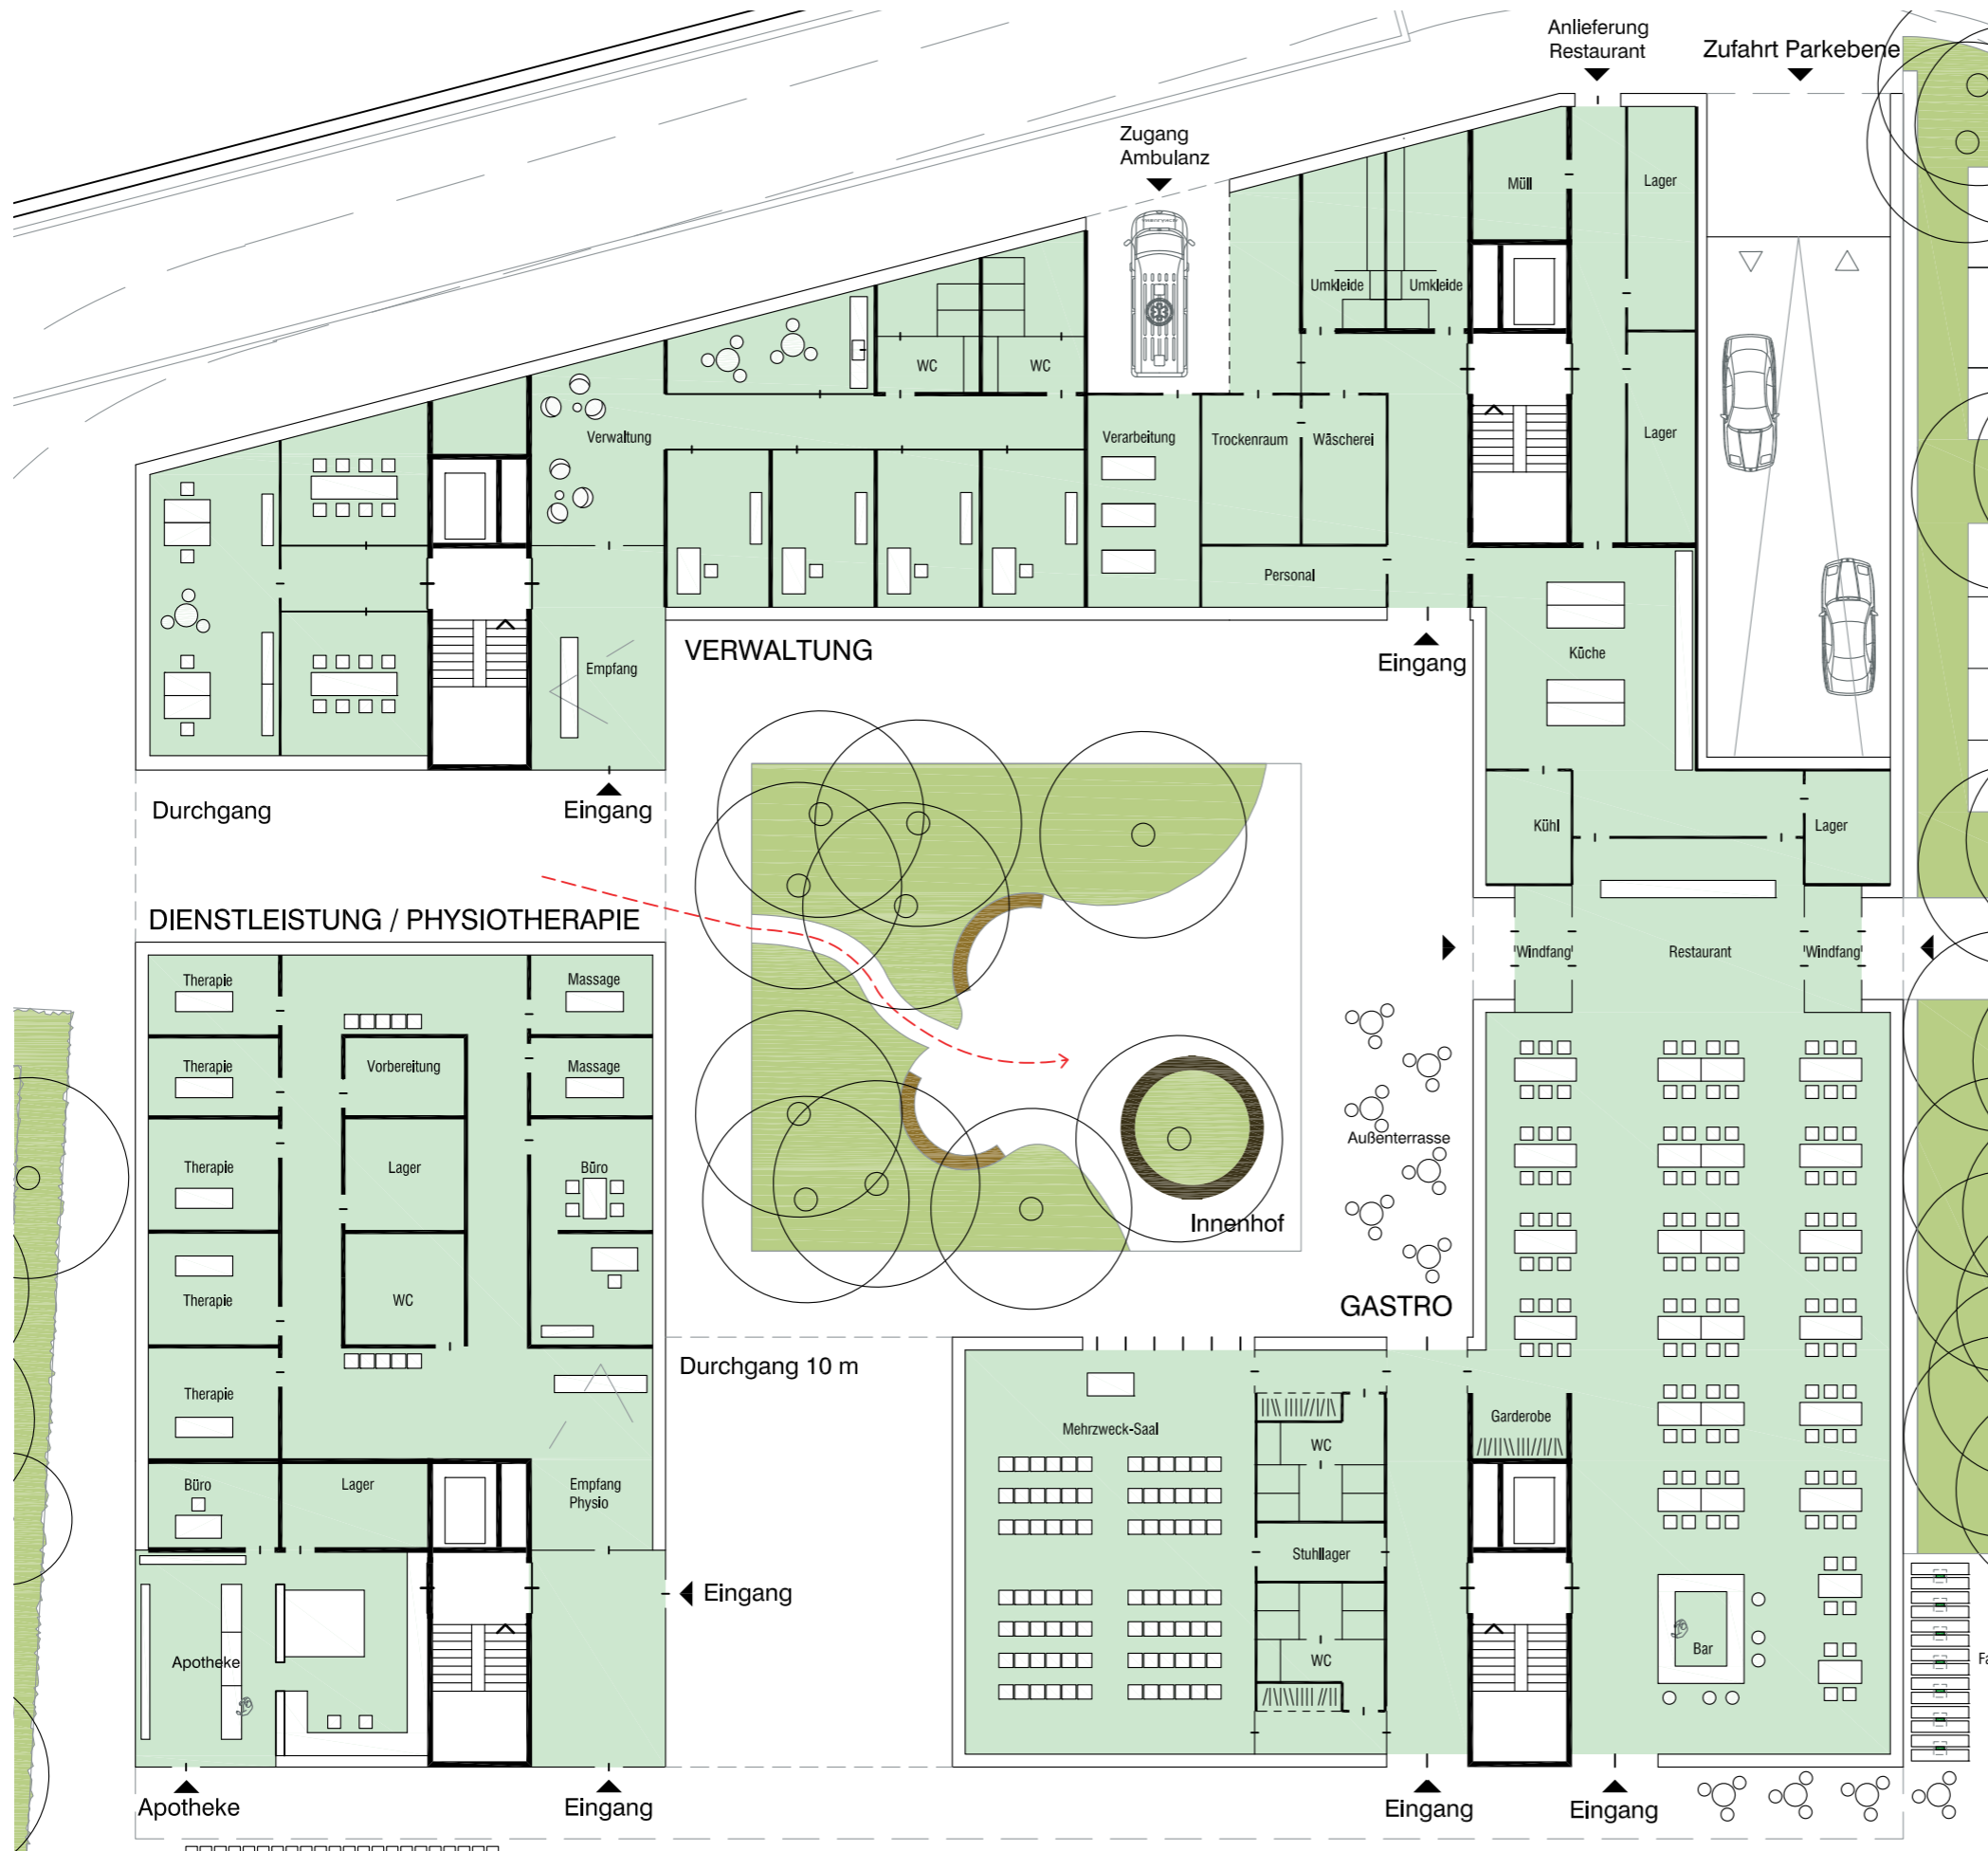 Anlieferung
Restaurant
Zufahrt Parkebene
Zugang
Ambulanz
Müll
Lager
Umkleide
Umkleide
WC
WC
Verwaltung
Verarbeitung
Trockenraum
Wäscherei
Lager
Personal
Küche
Empfang
VERWALTUNG
Eingang
Durchgang
Eingang
Kühl
Lager
DIENSTLEISTUNG / PHYSIOTHERAPIE
Windfang
Restaurant
Windfang
Therapie
Massage
Therapie
Vorbereitung
Massage
Therapie
Lager
Büro
Außenterrasse
Innenhof
Therapie
WC
GASTRO
Durchgang 10 m
Therapie
Mehrzweck-Saal
Garderobe
WC
Büro
Lager
Empfang
Physio
Stuhllager
Eingang
Apotheke
WC
Bar
Fa
Apotheke
Eingang
Eingang
Eingang